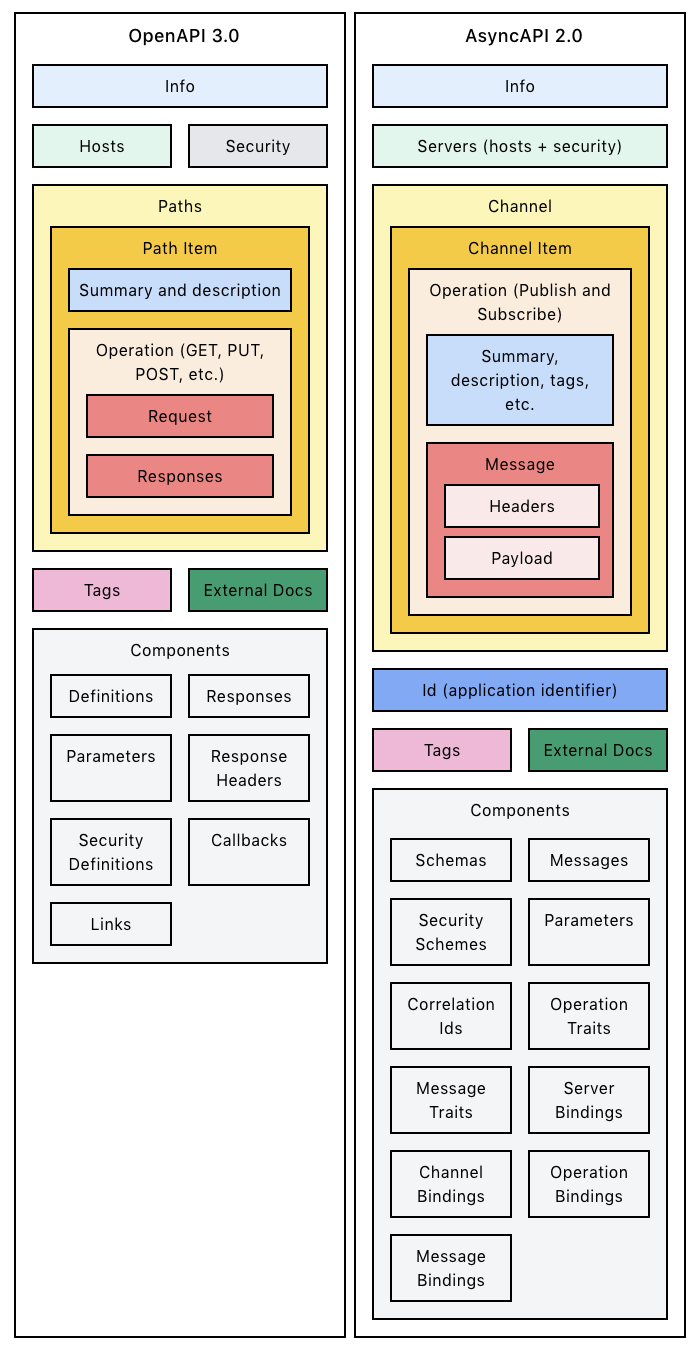 OpenAPI 3.0
Info
Hosts
Security
Paths
Path Item
Summary and description
Operation (GET, PUT,
POST, etc.)
Request
Responses
Tags
External Docs
Components
Definitions
Responses
Parameters
Response
Headers
Security
Definitions
Callbacks
Links
AsyncAPI 2.0
Info
Servers (hosts + security)
Channel
Channel Item
Operation (Publish and
Subscribe)
Summary,
description, tags,
etc.
Message
Headers
Payload
Id (application identifier)
Tags
External Docs
Components
Schemas
Messages
Security
Schemes
Parameters
Correlation
Ids
Operation
Traits
Message
Traits
Server
Bindings
Channel
Bindings
Operation
Bindings
Message
Bindings